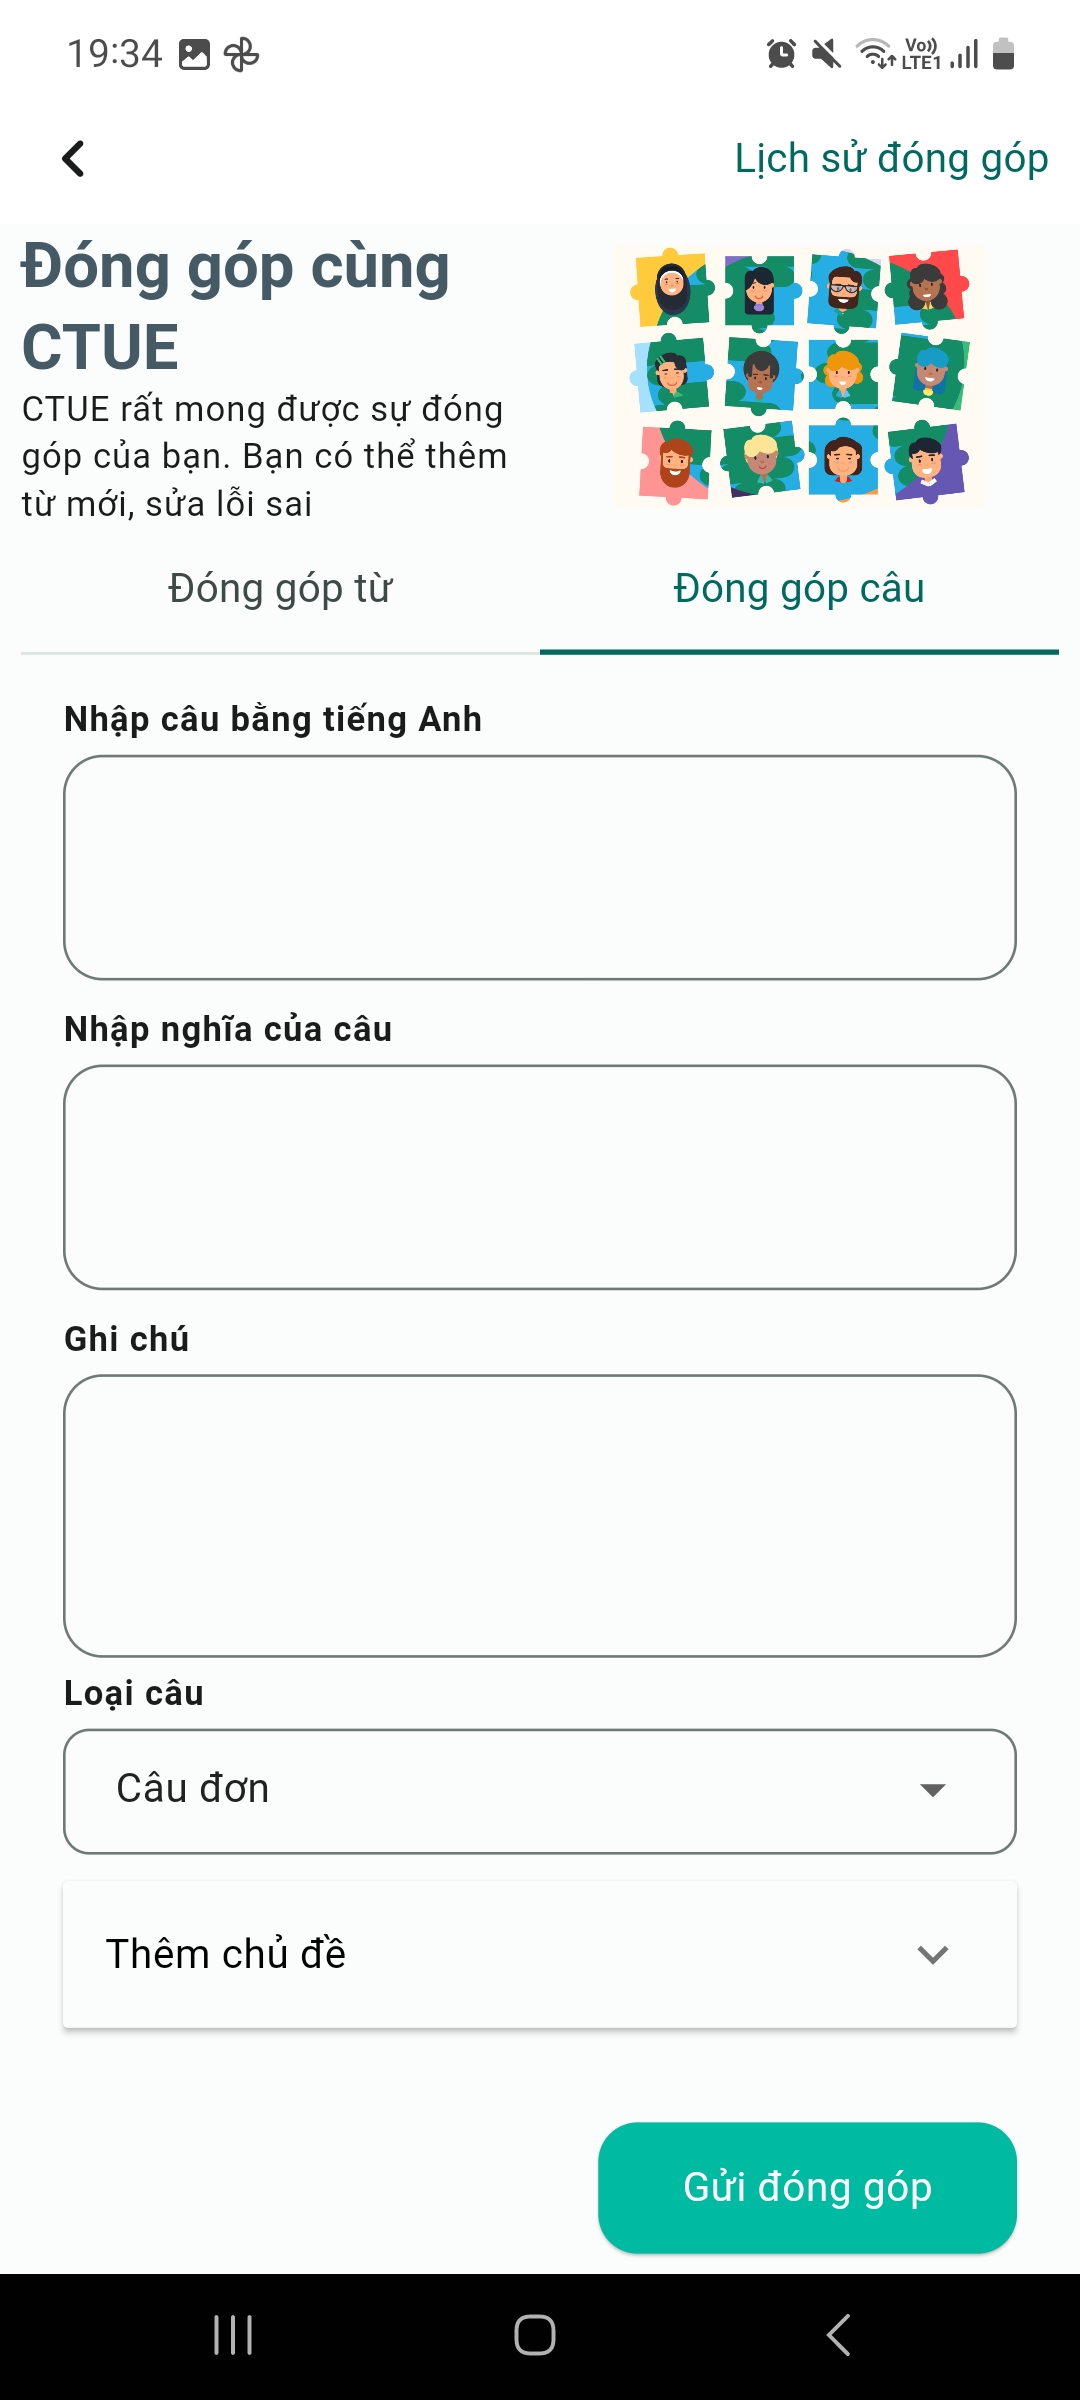 19:34
Vo))
LTE1
Lịch sử đóng góp
Đóng góp cùng
CTUE
CTUE rất mong được sự đóng
góp của bạn. Bạn có thể thêm
từ mới, sửa lỗi sai
Đóng góp từ
Đóng góp câu
Nhập câu bằng tiếng Anh
Nhập nghĩa của câu
Ghi chú
Loại câu
Câu đơn
Thêm chủ đề
Gửi đóng góp